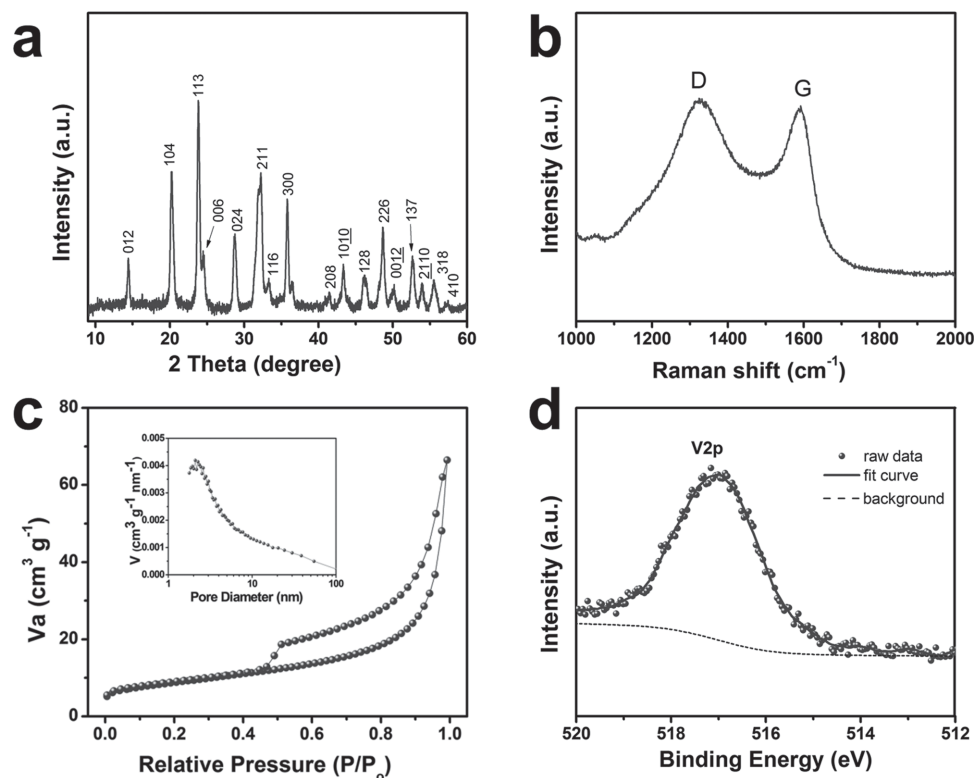 a
Intensity (a.u.)
012
104
113
006
024
211
116
300
208
1010
128
226
0012
137
2110
318
410
10 20 30 40 50 60
2 Theta (degree)
b
Intensity (a.u.)
D
G
1000 1200 1400 1600 1800 2000
Raman shift (cm⁻¹)
c
Va (cm³ g⁻¹)
80
60
40
20
0
0.0 0.2 0.4 0.6 0.8 1.0
Relative Pressure (P/Pₒ)
V (cm³ g⁻¹ nm⁻¹)
0.005
0.004
0.003
0.002
0.001
0.000
1 10 100
Pore Diameter (nm)
d
Intensity (a.u.)
V2p
raw data
fit curve
background
520 518 516 514 512
Binding Energy (eV)